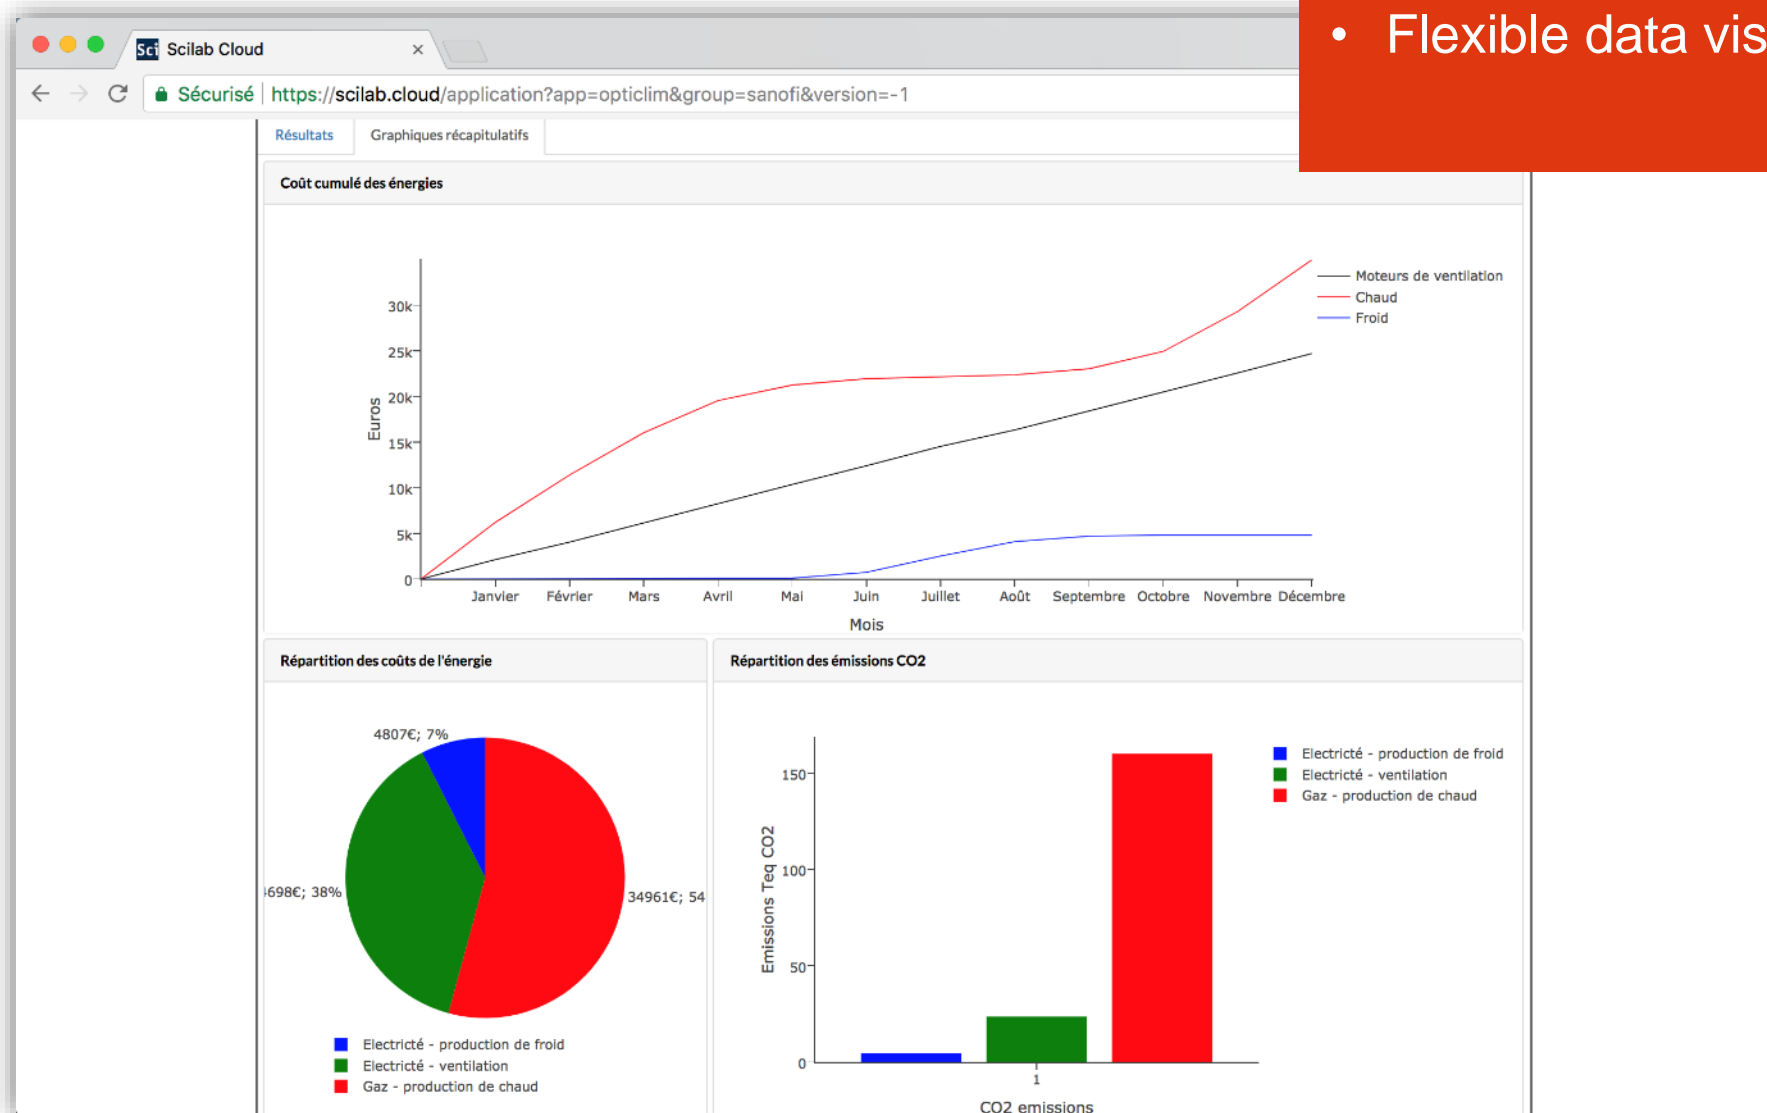 • Flexible data vis
Sci Scilab Cloud ×
Sécurisé | https://scilab.cloud/application?app=opticlim&group=sanofi&version=-1
Résultats Graphiques récapitulatifs
Coût cumulé des énergies
Moteurs de ventilation
Chaud
Froid
30k
25k
20k
15k
10k
5k
0
Euros
Janvier Février Mars Avril Mai Juin Juillet Août Septembre Octobre Novembre Décembre
Mois
Répartition des coûts de l'énergie
4807€; 7%
698€; 38%
34961€; 54
Electricté - production de froid
Electricté - ventilation
Gaz - production de chaud
Répartition des émissions CO2
150
100
50
0
Emissions Teq CO2
1
CO2 emissions
Electricté - production de froid
Electricté - ventilation
Gaz - production de chaud